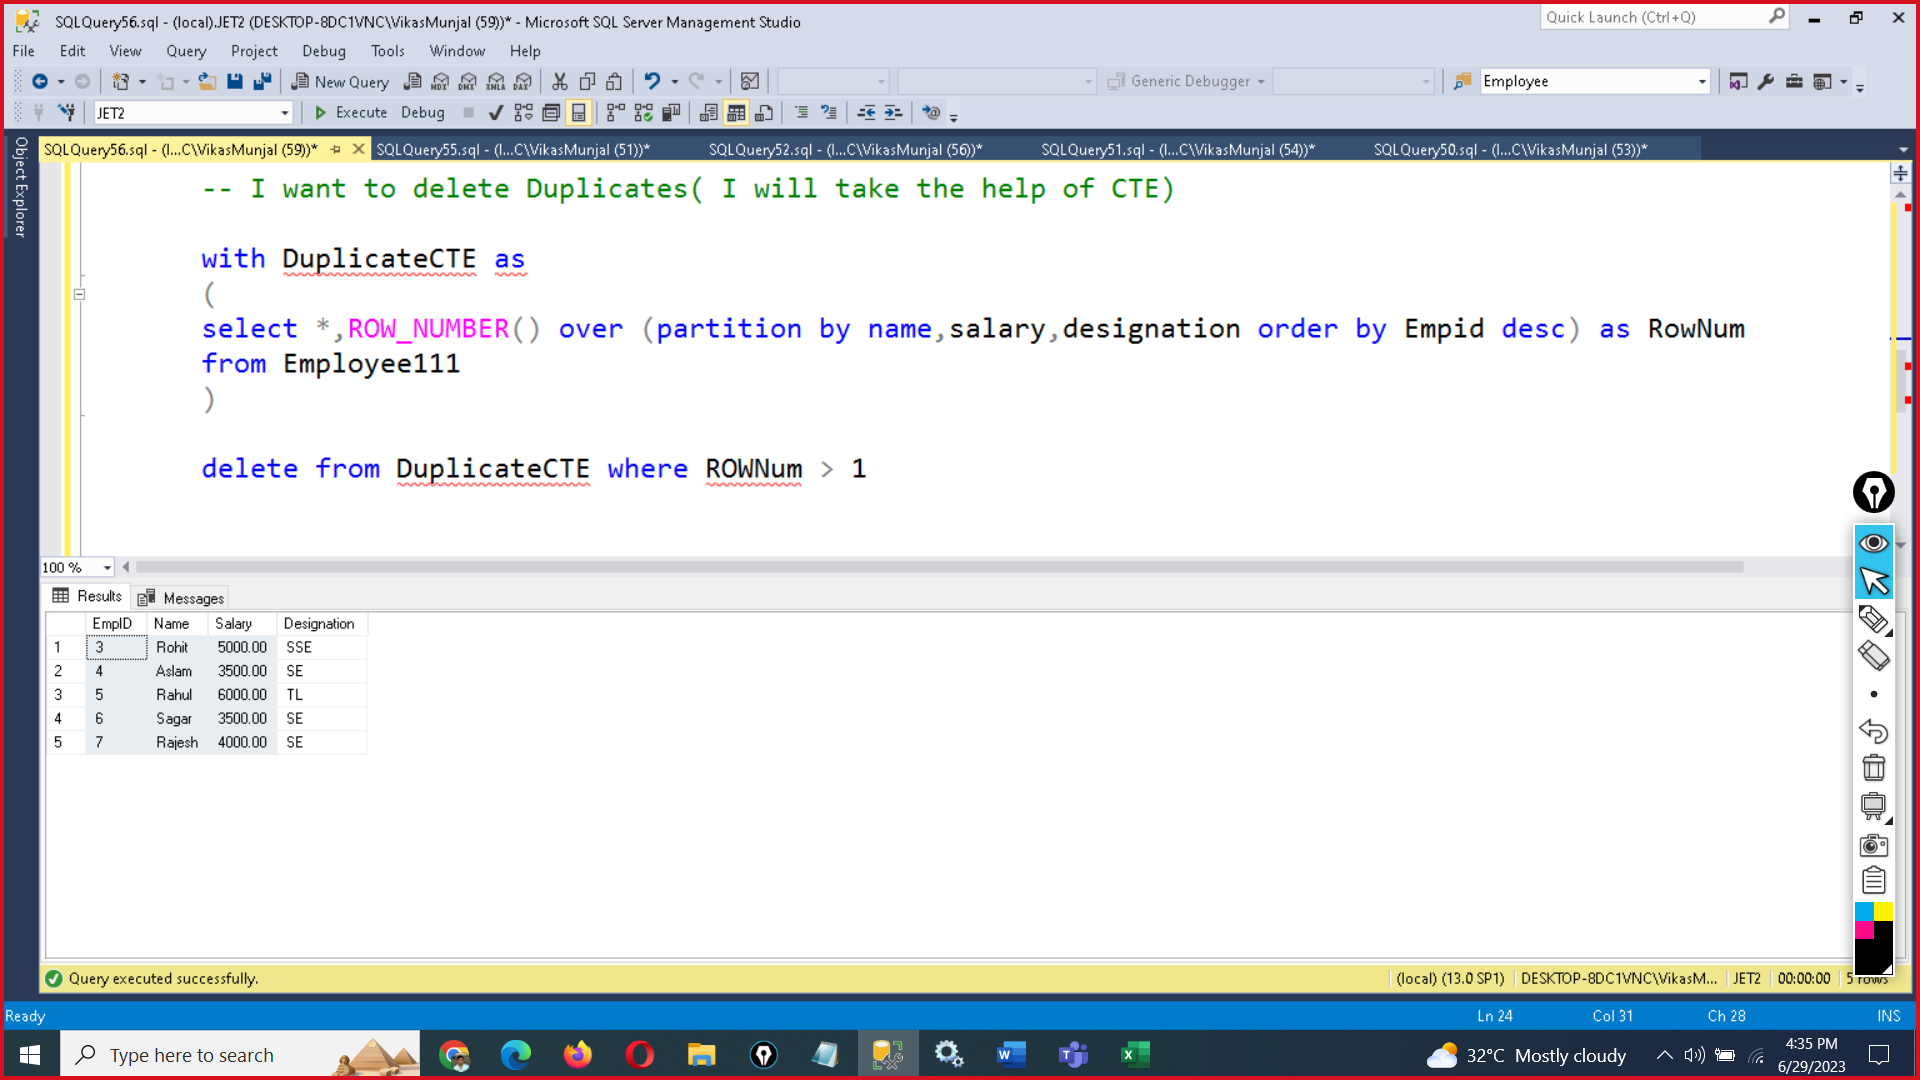 SQLQuery56.sql - (local).JET2 (DESKTOP-8DC1VNC\VikasMunjal (59))* - Microsoft SQL Server Management Studio
Quick Launch (Ctrl+Q)
File Edit View Query Project Debug Tools Window Help
New Query MDX DMX XMLA DAX Generic Debugger Employee
JET2 Execute Debug
Object Explorer
SQLQuery56.sql - (l...C\VikasMunjal (59))* SQLQuery55.sql - (l...C\VikasMunjal (51))* SQLQuery52.sql - (l...C\VikasMunjal (56))* SQLQuery51.sql - (l...C\VikasMunjal (54))* SQLQuery50.sql - (l...C\VikasMunjal (53))*
-- I want to delete Duplicates( I will take the help of CTE)
with DuplicateCTE as
(
select *,ROW_NUMBER() over (partition by name,salary,designation order by Empid desc) as RowNum
from Employee111
)
delete from DuplicateCTE where ROWNum > 1
100 %
Results Messages
EmpID Name Salary Designation
1 3 Rohit 5000.00 SSE
2 4 Aslam 3500.00 SE
3 5 Rahul 6000.00 TL
4 6 Sagar 3500.00 SE
5 7 Rajesh 4000.00 SE
Query executed successfully. (local) (13.0 SP1) DESKTOP-8DC1VNC\VikasM... JET2 00:00:00 5 rows
Ready Ln 24 Col 31 Ch 28 INS
Type here to search 32°C Mostly cloudy 4:35 PM
6/29/2023